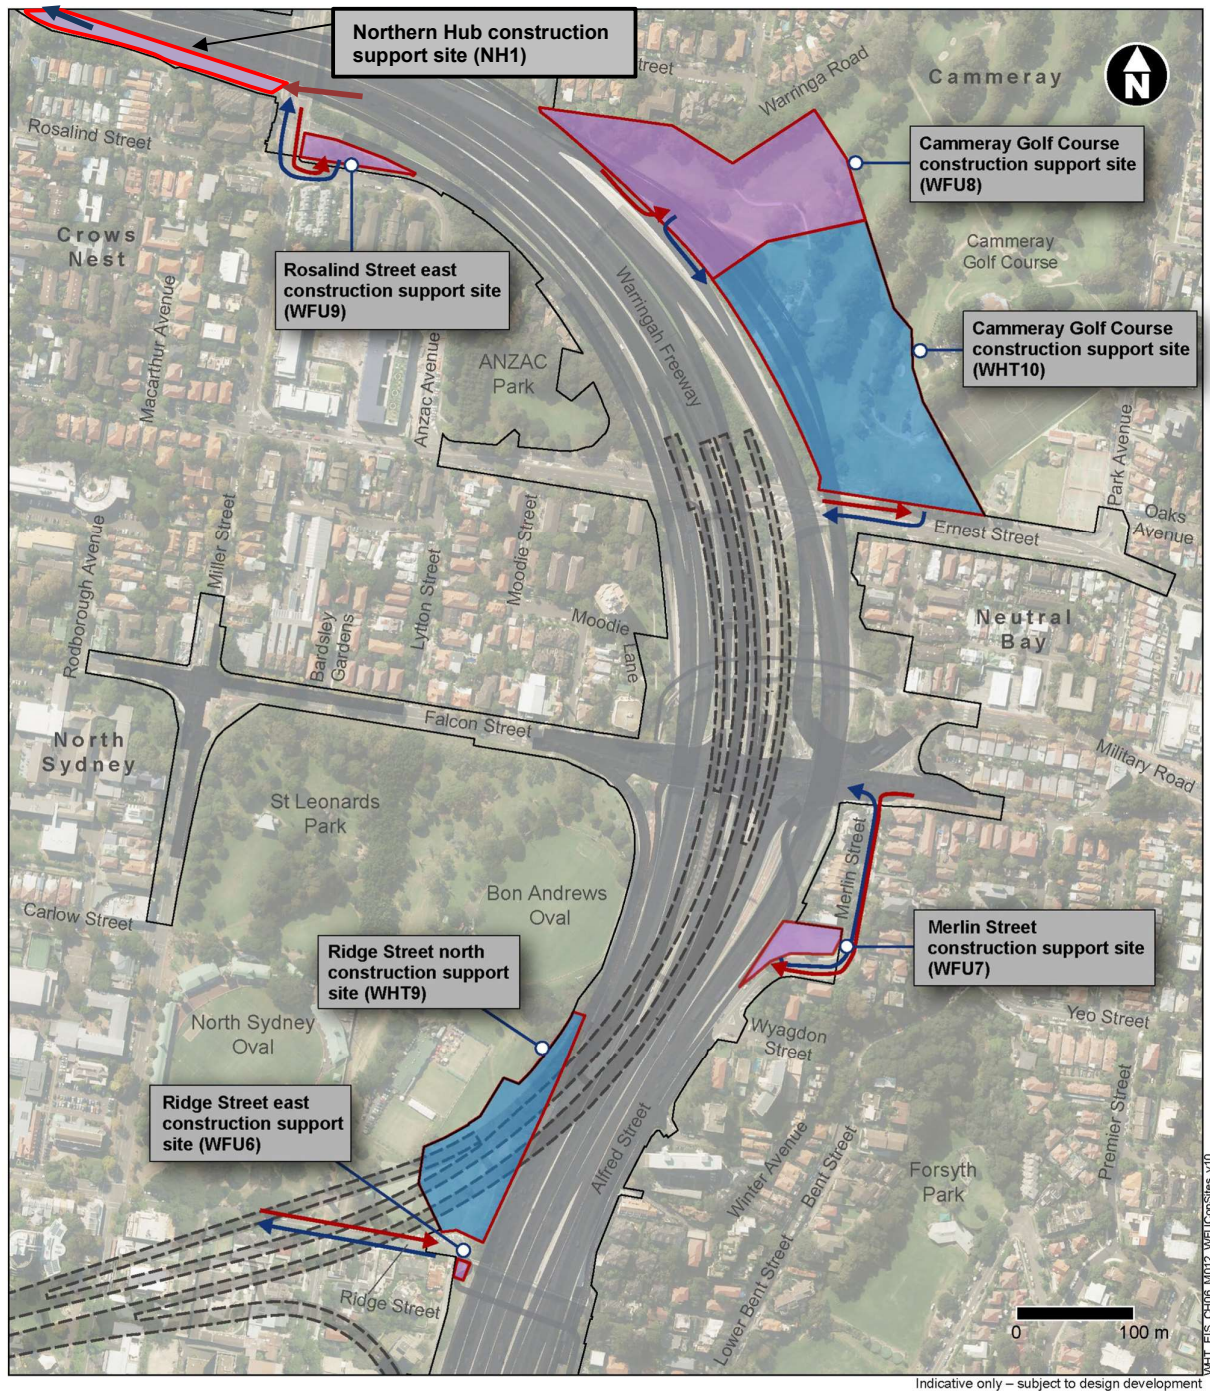 Northern Hub construction
support site (NH1)
treet
Warringa Road
Cammeray
N
Rosalind Street
Cammeray Golf Course
construction support site
(WFU8)
Crows
Nest
Cammeray
Golf Course
Rosalind Street east
construction support site
(WFU9)
Macarthur Avenue
Warringah Freeway
Cammeray Golf Course
construction support site
(WHT10)
ANZAC
Park
Anzac Avenue
Park Avenue
Oaks
Avenue
Ernest Street
Rodborough Avenue
Miller Street
Moodie Street
Lytton Street
Bardsley
Gardens
Moodie
Lane
Neutral
Bay
Falcon Street
North
Sydney
Military Road
St Leonards
Park
Merlin Street
Bon Andrews
Oval
Carlow Street
Merlin Street
construction support site
(WFU7)
Ridge Street north
construction support
site (WHT9)
North Sydney
Oval
Yeo Street
Wyagdon
Street
Ridge Street east
construction support
site (WFU6)
Alfred Street
Winter Avenue
Bent Street
Premier Street
Forsyth
Park
Lower Bent Street
Ridge Street
0 100 m
WHT_EIS_CH06_M012_WFUConSites_v10
Indicative only – subject to design development